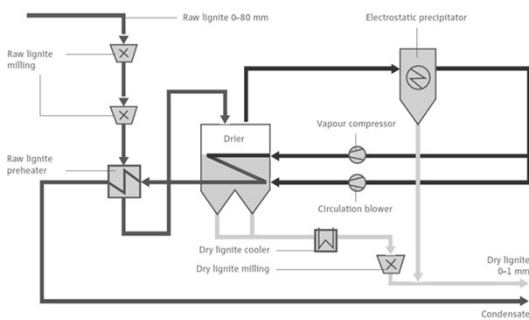 Raw lignite 0–80 mm
Electrostatic precipitator
Raw lignite
milling
Vapour compressor
Drier
Raw lignite
preheater
Circulation blower
Dry lignite cooler
Dry lignite milling
Dry lignite
0–1 mm
Condensate